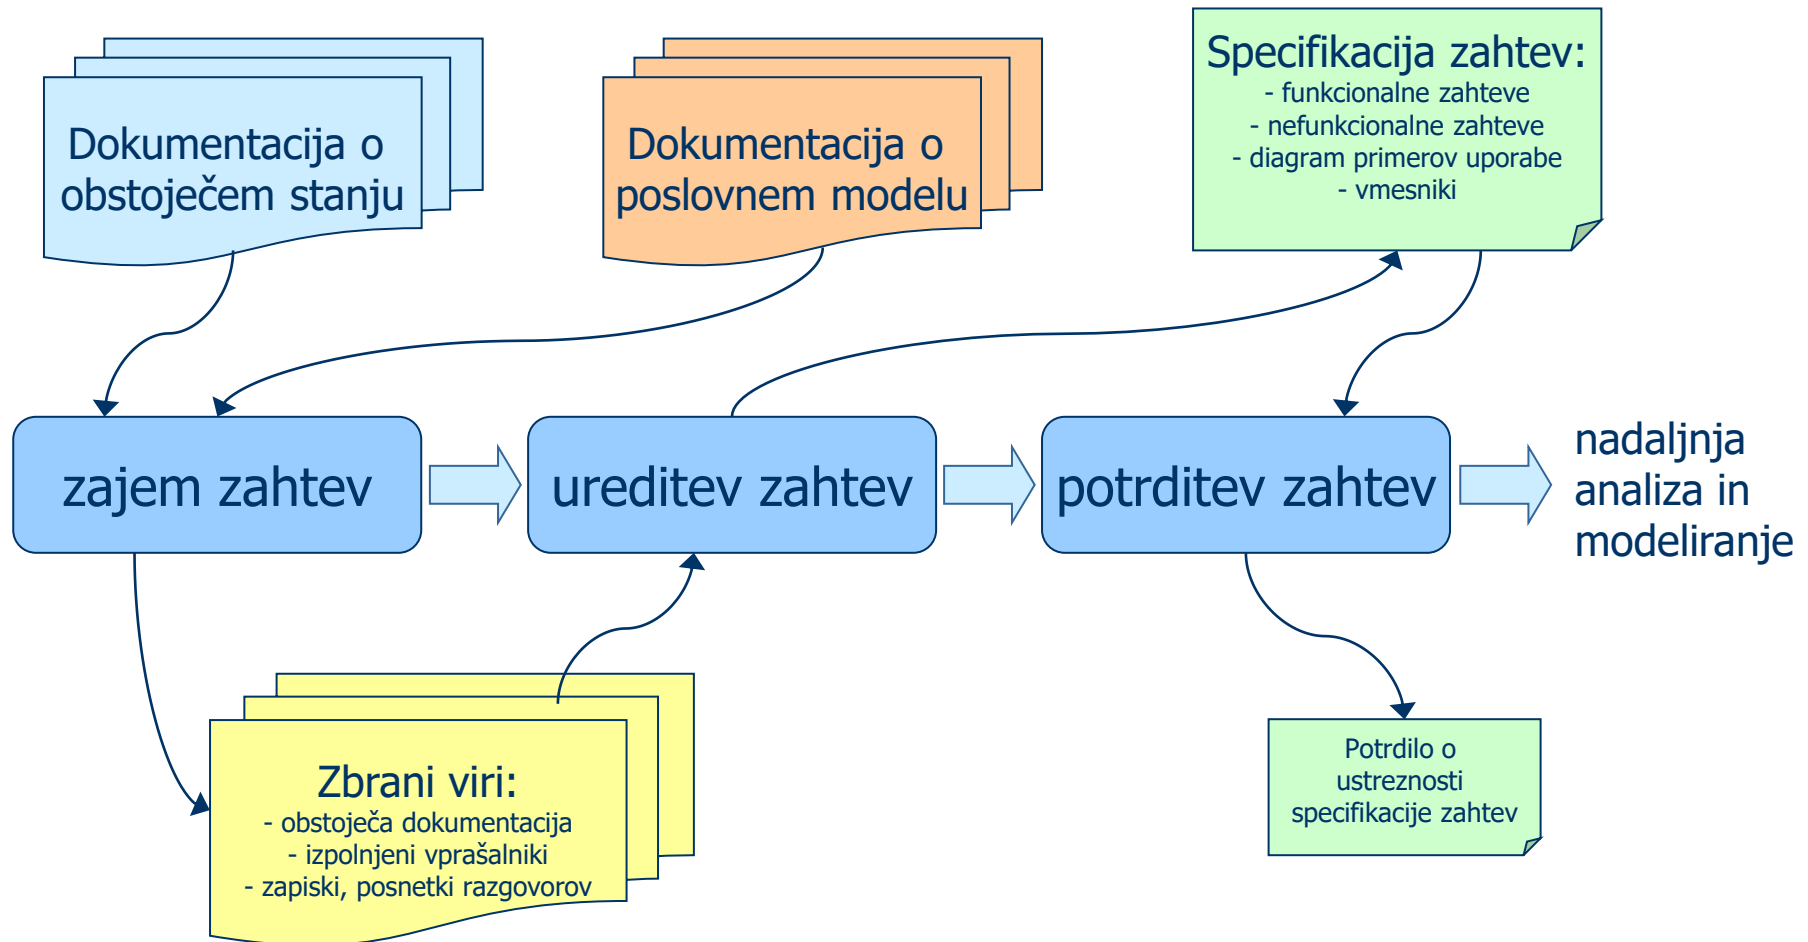 Dokumentacija o
obstoječem stanju
Dokumentacija o
poslovnem modelu
Specifikacija zahtev:
- funkcionalne zahteve
- nefunkcionalne zahteve
- diagram primerov uporabe
- vmesniki
zajem zahtev
ureditev zahtev
potrditev zahtev
nadaljnja
analiza in
modeliranje
Zbrani viri:
- obstoječa dokumentacija
- izpolnjeni vprašalniki
- zapiski, posnetki razgovorov
Potrdilo o
ustreznosti
specifikacije zahtev